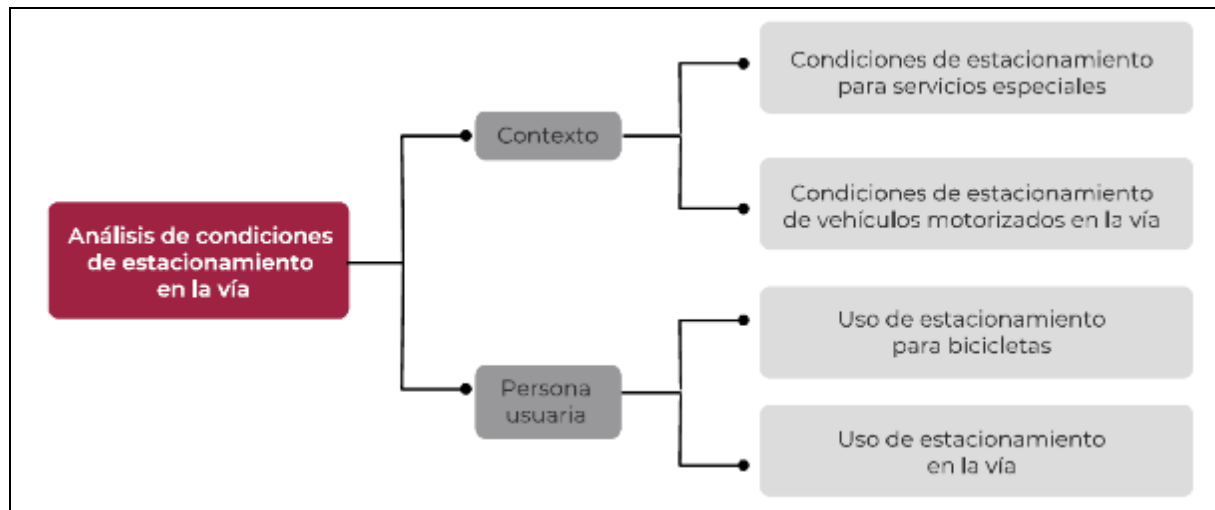 Análisis de condiciones
de estacionamiento
en la vía
Contexto
Condiciones de estacionamiento
para servicios especiales
Condiciones de estacionamiento
de vehículos motorizados en la vía
Persona
usuaria
Uso de estacionamiento
para bicicletas
Uso de estacionamiento
en la vía